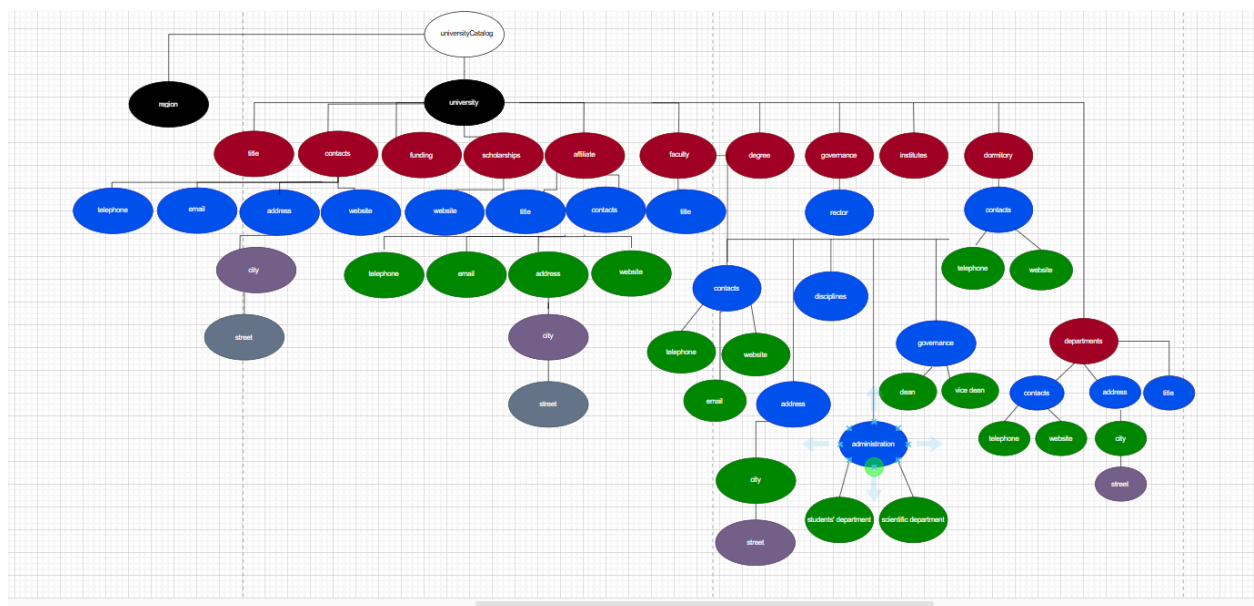 universityCatalog
region
university
title
contacts
funding
scholarships
affiliate
faculty
degree
governance
institutes
dormitory
telephone
email
address
website
website
title
contacts
title
rector
contacts
city
telephone
email
address
website
contacts
disciplines
telephone
website
street
city
telephone
website
governance
departments
street
email
address
dean
vice dean
contacts
address
title
administration
telephone
website
city
city
street
street
students' department
scientific department